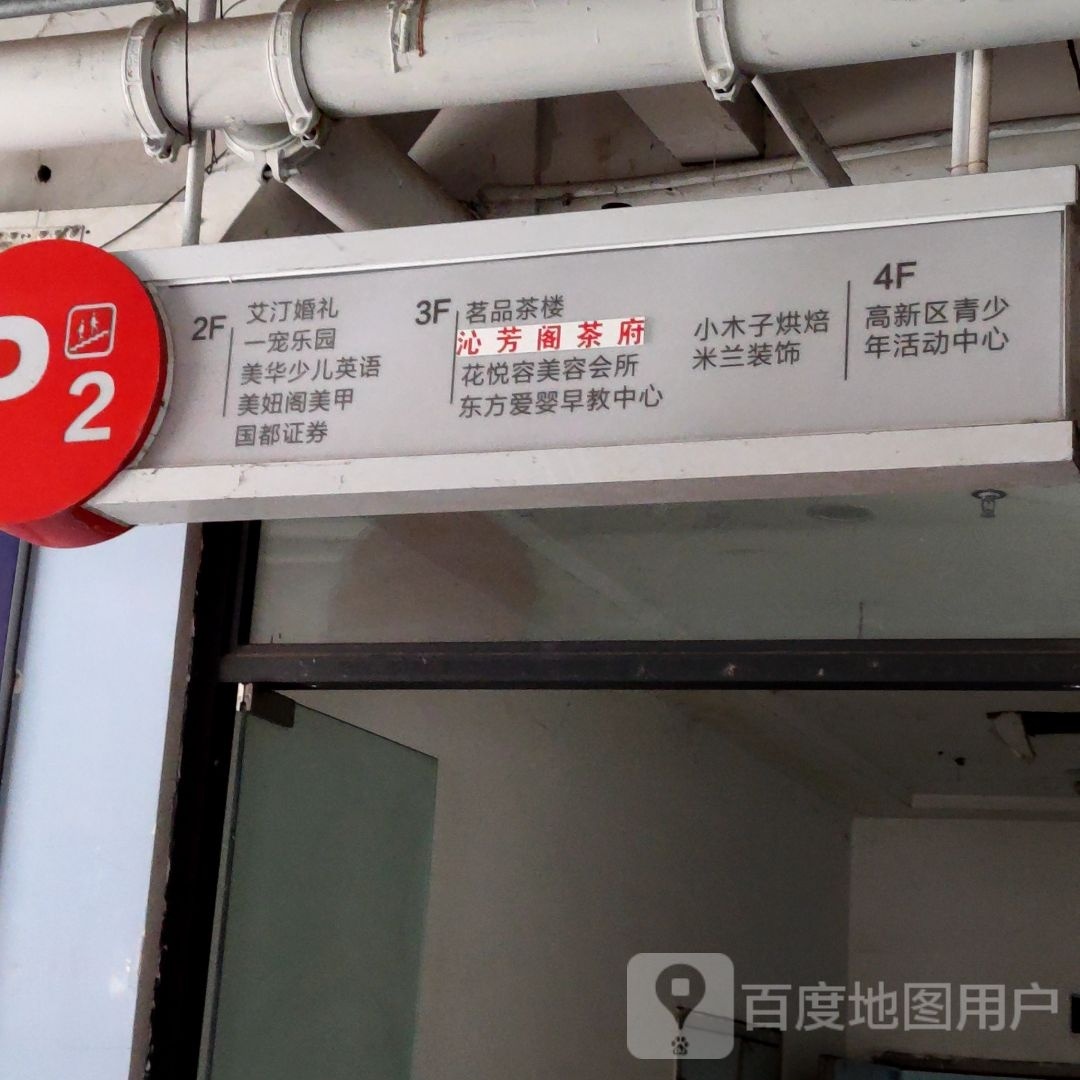 2
2F
艾汀婚礼
一宠乐园
美华少儿英语
美妞阁美甲
国都证券
3F
茗品茶楼
沁芳阁茶府
花悦容美容会所
东方爱婴早教中心
小木子烘焙
米兰装饰
4F
高新区青少
年活动中心
百度地图用户